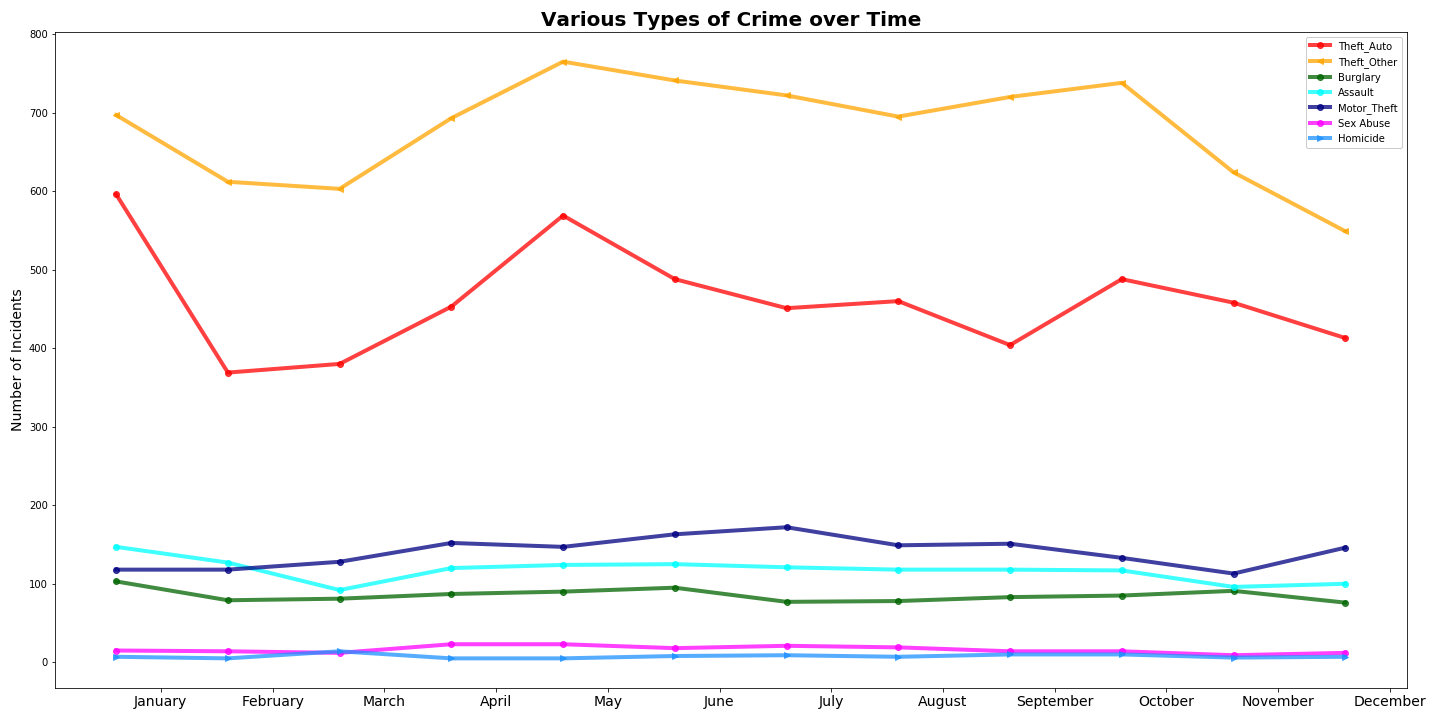 Various Types of Crime over Time
Number of Incidents
800
700
600
500
400
300
200
100
0
Theft_Auto
Theft_Other
Burglary
Assault
Motor_Theft
Sex Abuse
Homicide
January February March April May June July August September October November December